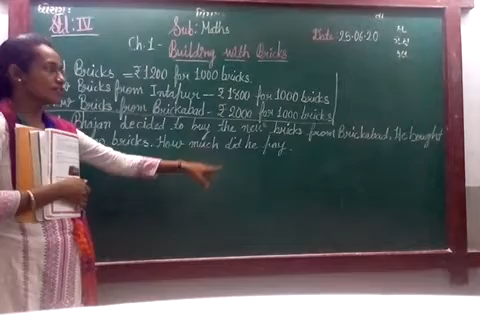 Std: IV
Sub: Maths
Date: 25.06.20
Ch. 1 - Building with Bricks
Bricks = ₹1200 for 1000 bricks.
Bricks from Intapur - ₹1800 for 1000 bricks
Bricks from Brickabad - ₹2000 for 1000 bricks
Bhajan decided to buy the new bricks from Brickabad. He bought
bricks. How much did he pay.